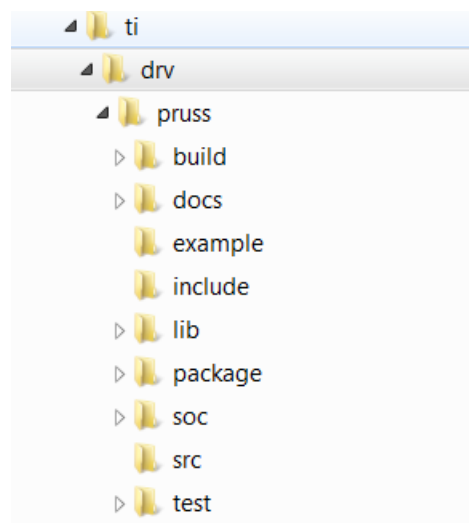 ti
drv
pruss
build
docs
example
include
lib
package
soc
src
test